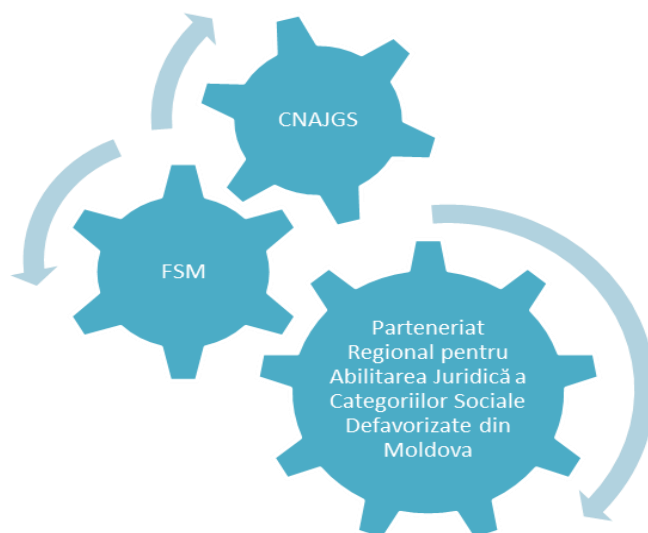 CNAJGS
FSM
Parteneriat
Regional pentru
Abilitarea Juridică a
Categoriilor Sociale
Defavorizate din
Moldova